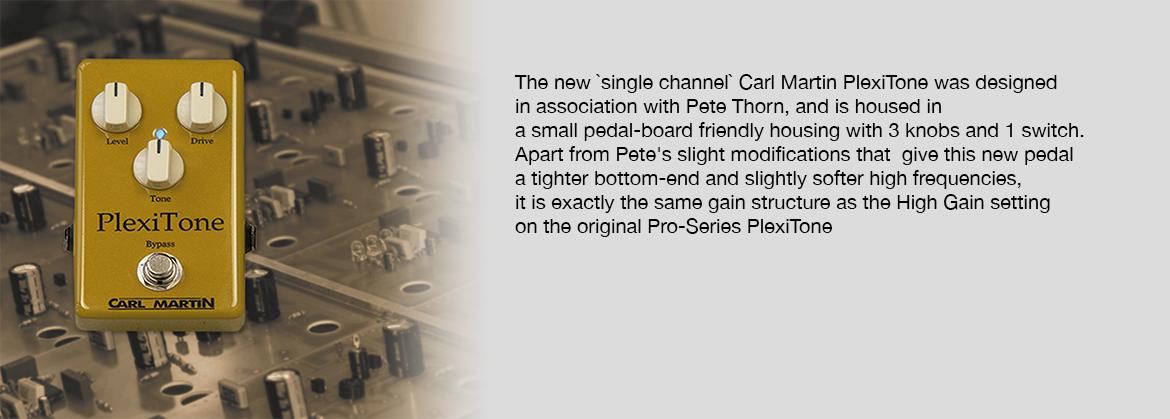 Level
Drive
Tone
PlexiTone
Bypass
CARL MARTIN
The new `single channel` Carl Martin PlexiTone was designed
in association with Pete Thorn, and is housed in
a small pedal-board friendly housing with 3 knobs and 1 switch.
Apart from Pete's slight modifications that  give this new pedal
a tighter bottom-end and slightly softer high frequencies,
it is exactly the same gain structure as the High Gain setting
on the original Pro-Series PlexiTone